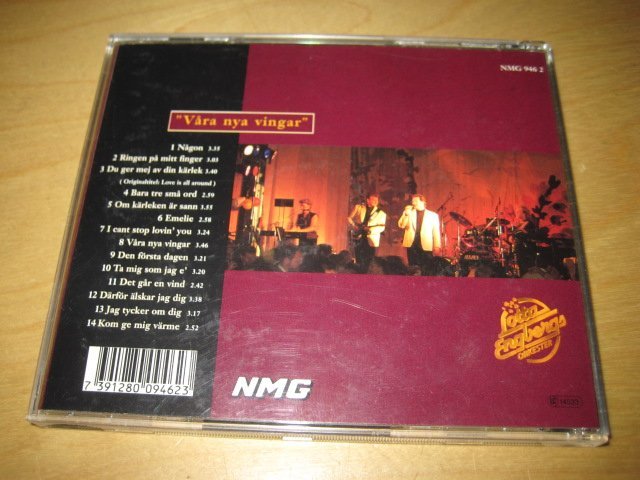 NMG 946 2
"Våra nya vingar"
1 Någon 3.35
2 Ringen på mitt finger 3.03
3 Du ger mej av din kärlek 3.40
( Originaltitel: Love is all around )
4 Bara tre små ord 2.59
5 Om kärleken är sann 3.55
6 Emelie 2.58
7 I cant stop lovin' you 3.24
8 Våra nya vingar 3.46
9 Den första dagen 3.21
10 Ta mig som jag e' 3.20
11 Det går en vind 2.42
12 Därför älskar jag dig 3.38
13 Jag tycker om dig 3.17
14 Kom ge mig värme 2.52
Lotta
Engbergs
ORKESTER
7 391280 094623
NMG